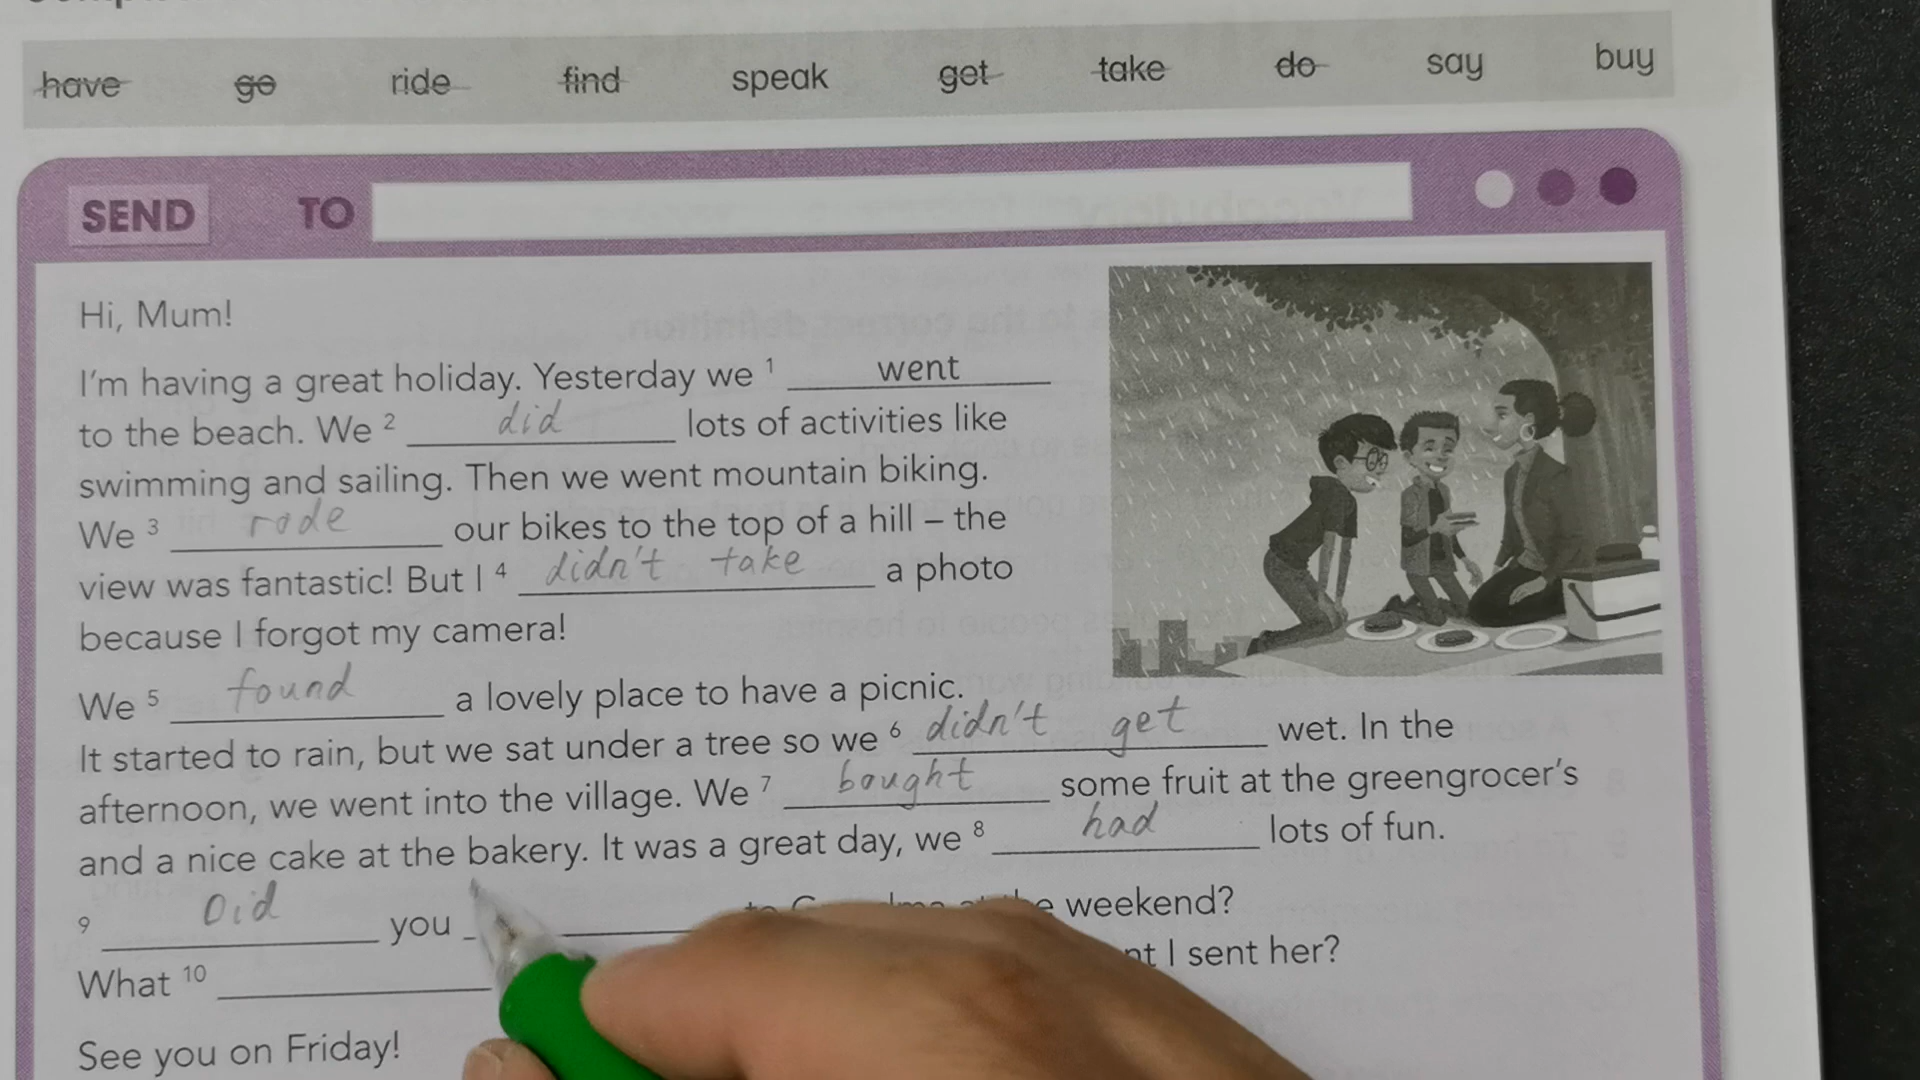 have go ride find speak get take do say buy
SEND TO
Hi, Mum!
I'm having a great holiday. Yesterday we 1 went
to the beach. We 2 did lots of activities like
swimming and sailing. Then we went mountain biking.
We 3 rode our bikes to the top of a hill – the
view was fantastic! But I 4 didn't take a photo
because I forgot my camera!
We 5 found a lovely place to have a picnic.
It started to rain, but we sat under a tree so we 6 didn't get wet. In the
afternoon, we went into the village. We 7 bought some fruit at the greengrocer's
and a nice cake at the bakery. It was a great day, we 8 had lots of fun.
9 Did you weekend?
What 10 I sent her?
See you on Friday!